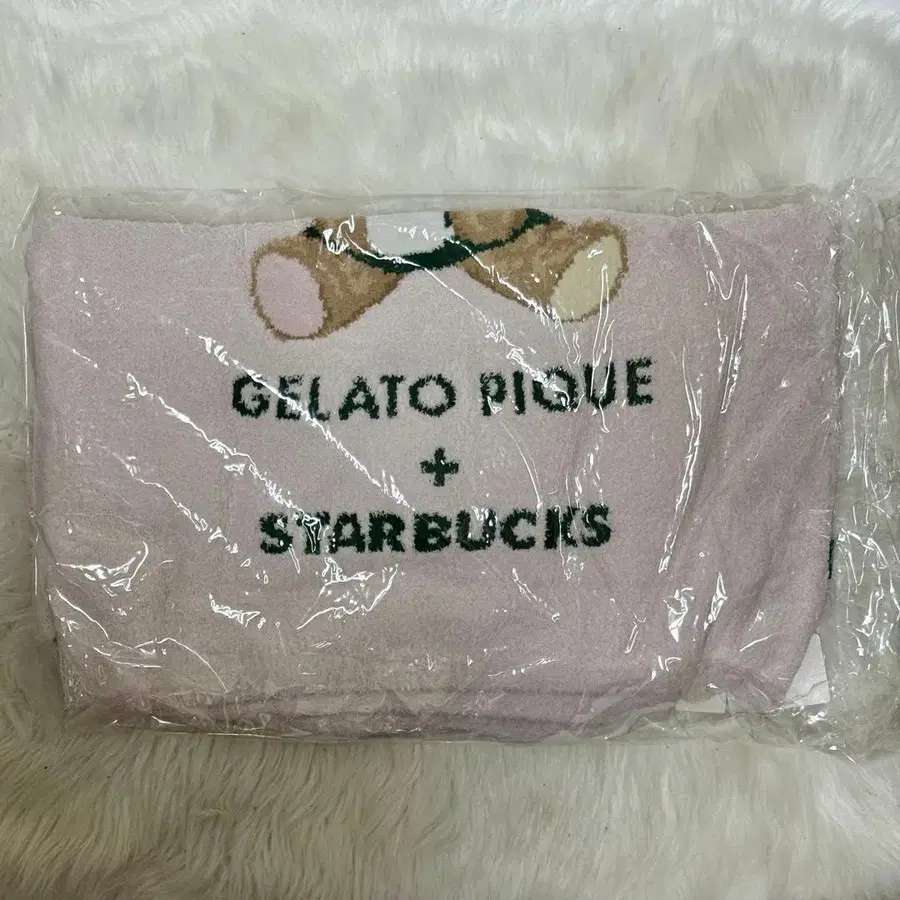 GELATO PIQUE
+
STARBUCKS